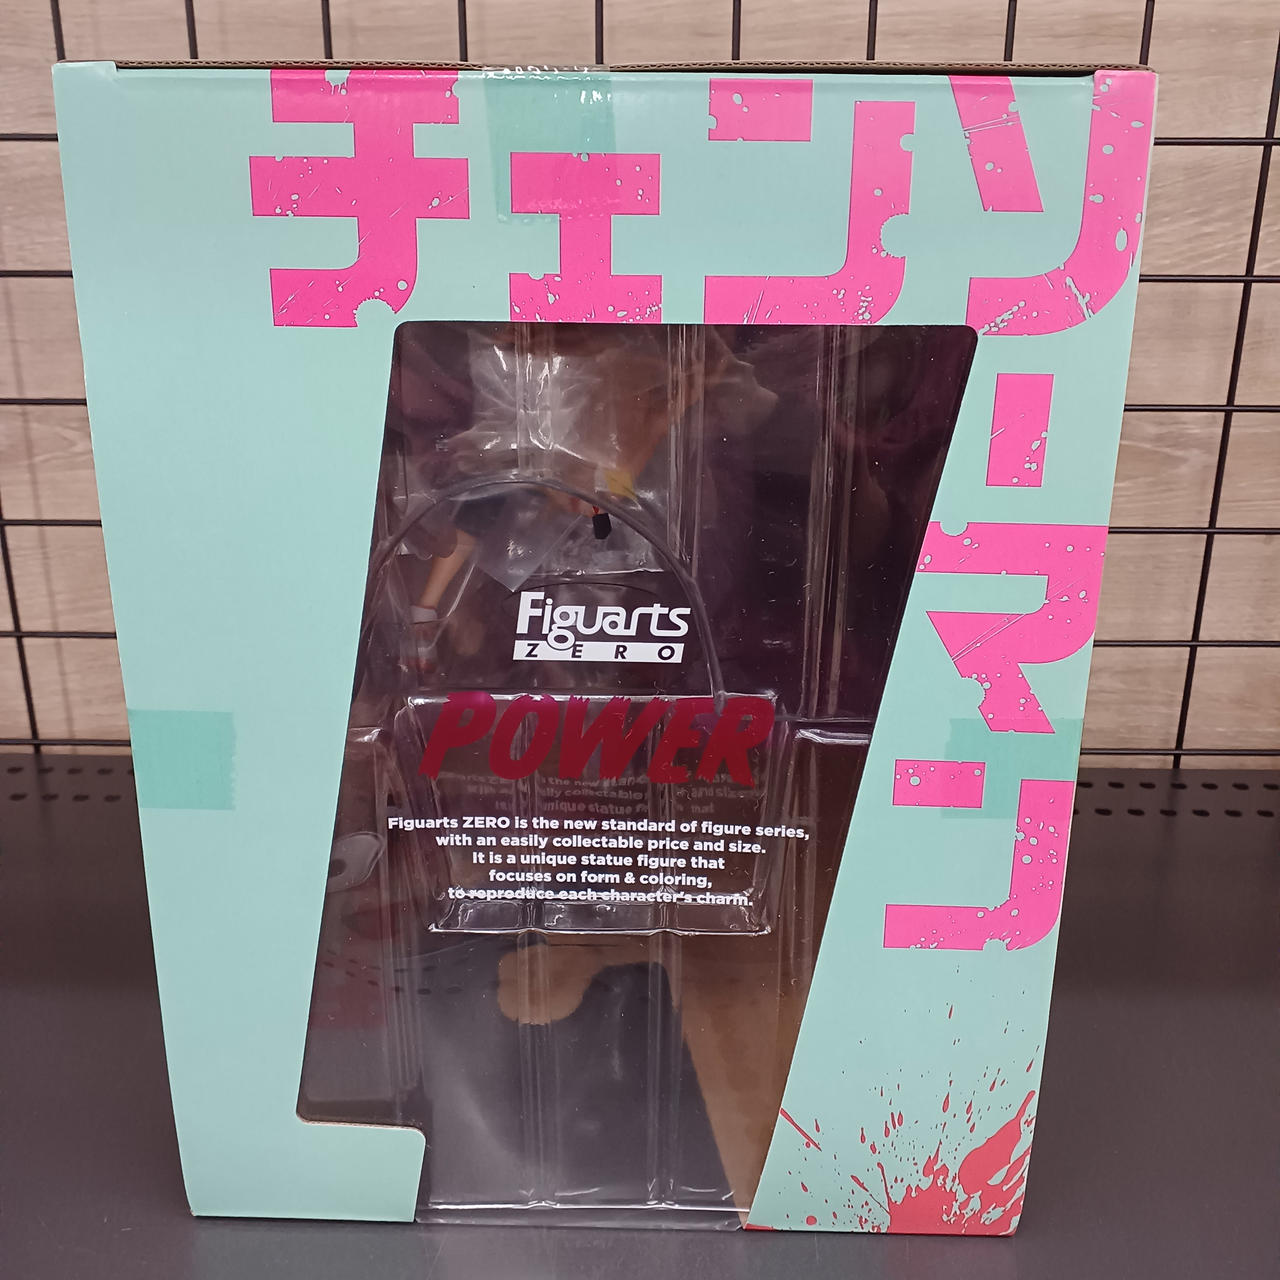 チェンソーマン
Figuarts
ZERO
POWER
Figuarts ZERO is the new standard of figure series,
with an easily collectable price and size.
It is a unique statue figure that
focuses on form & coloring,
to reproduce each character's charm.